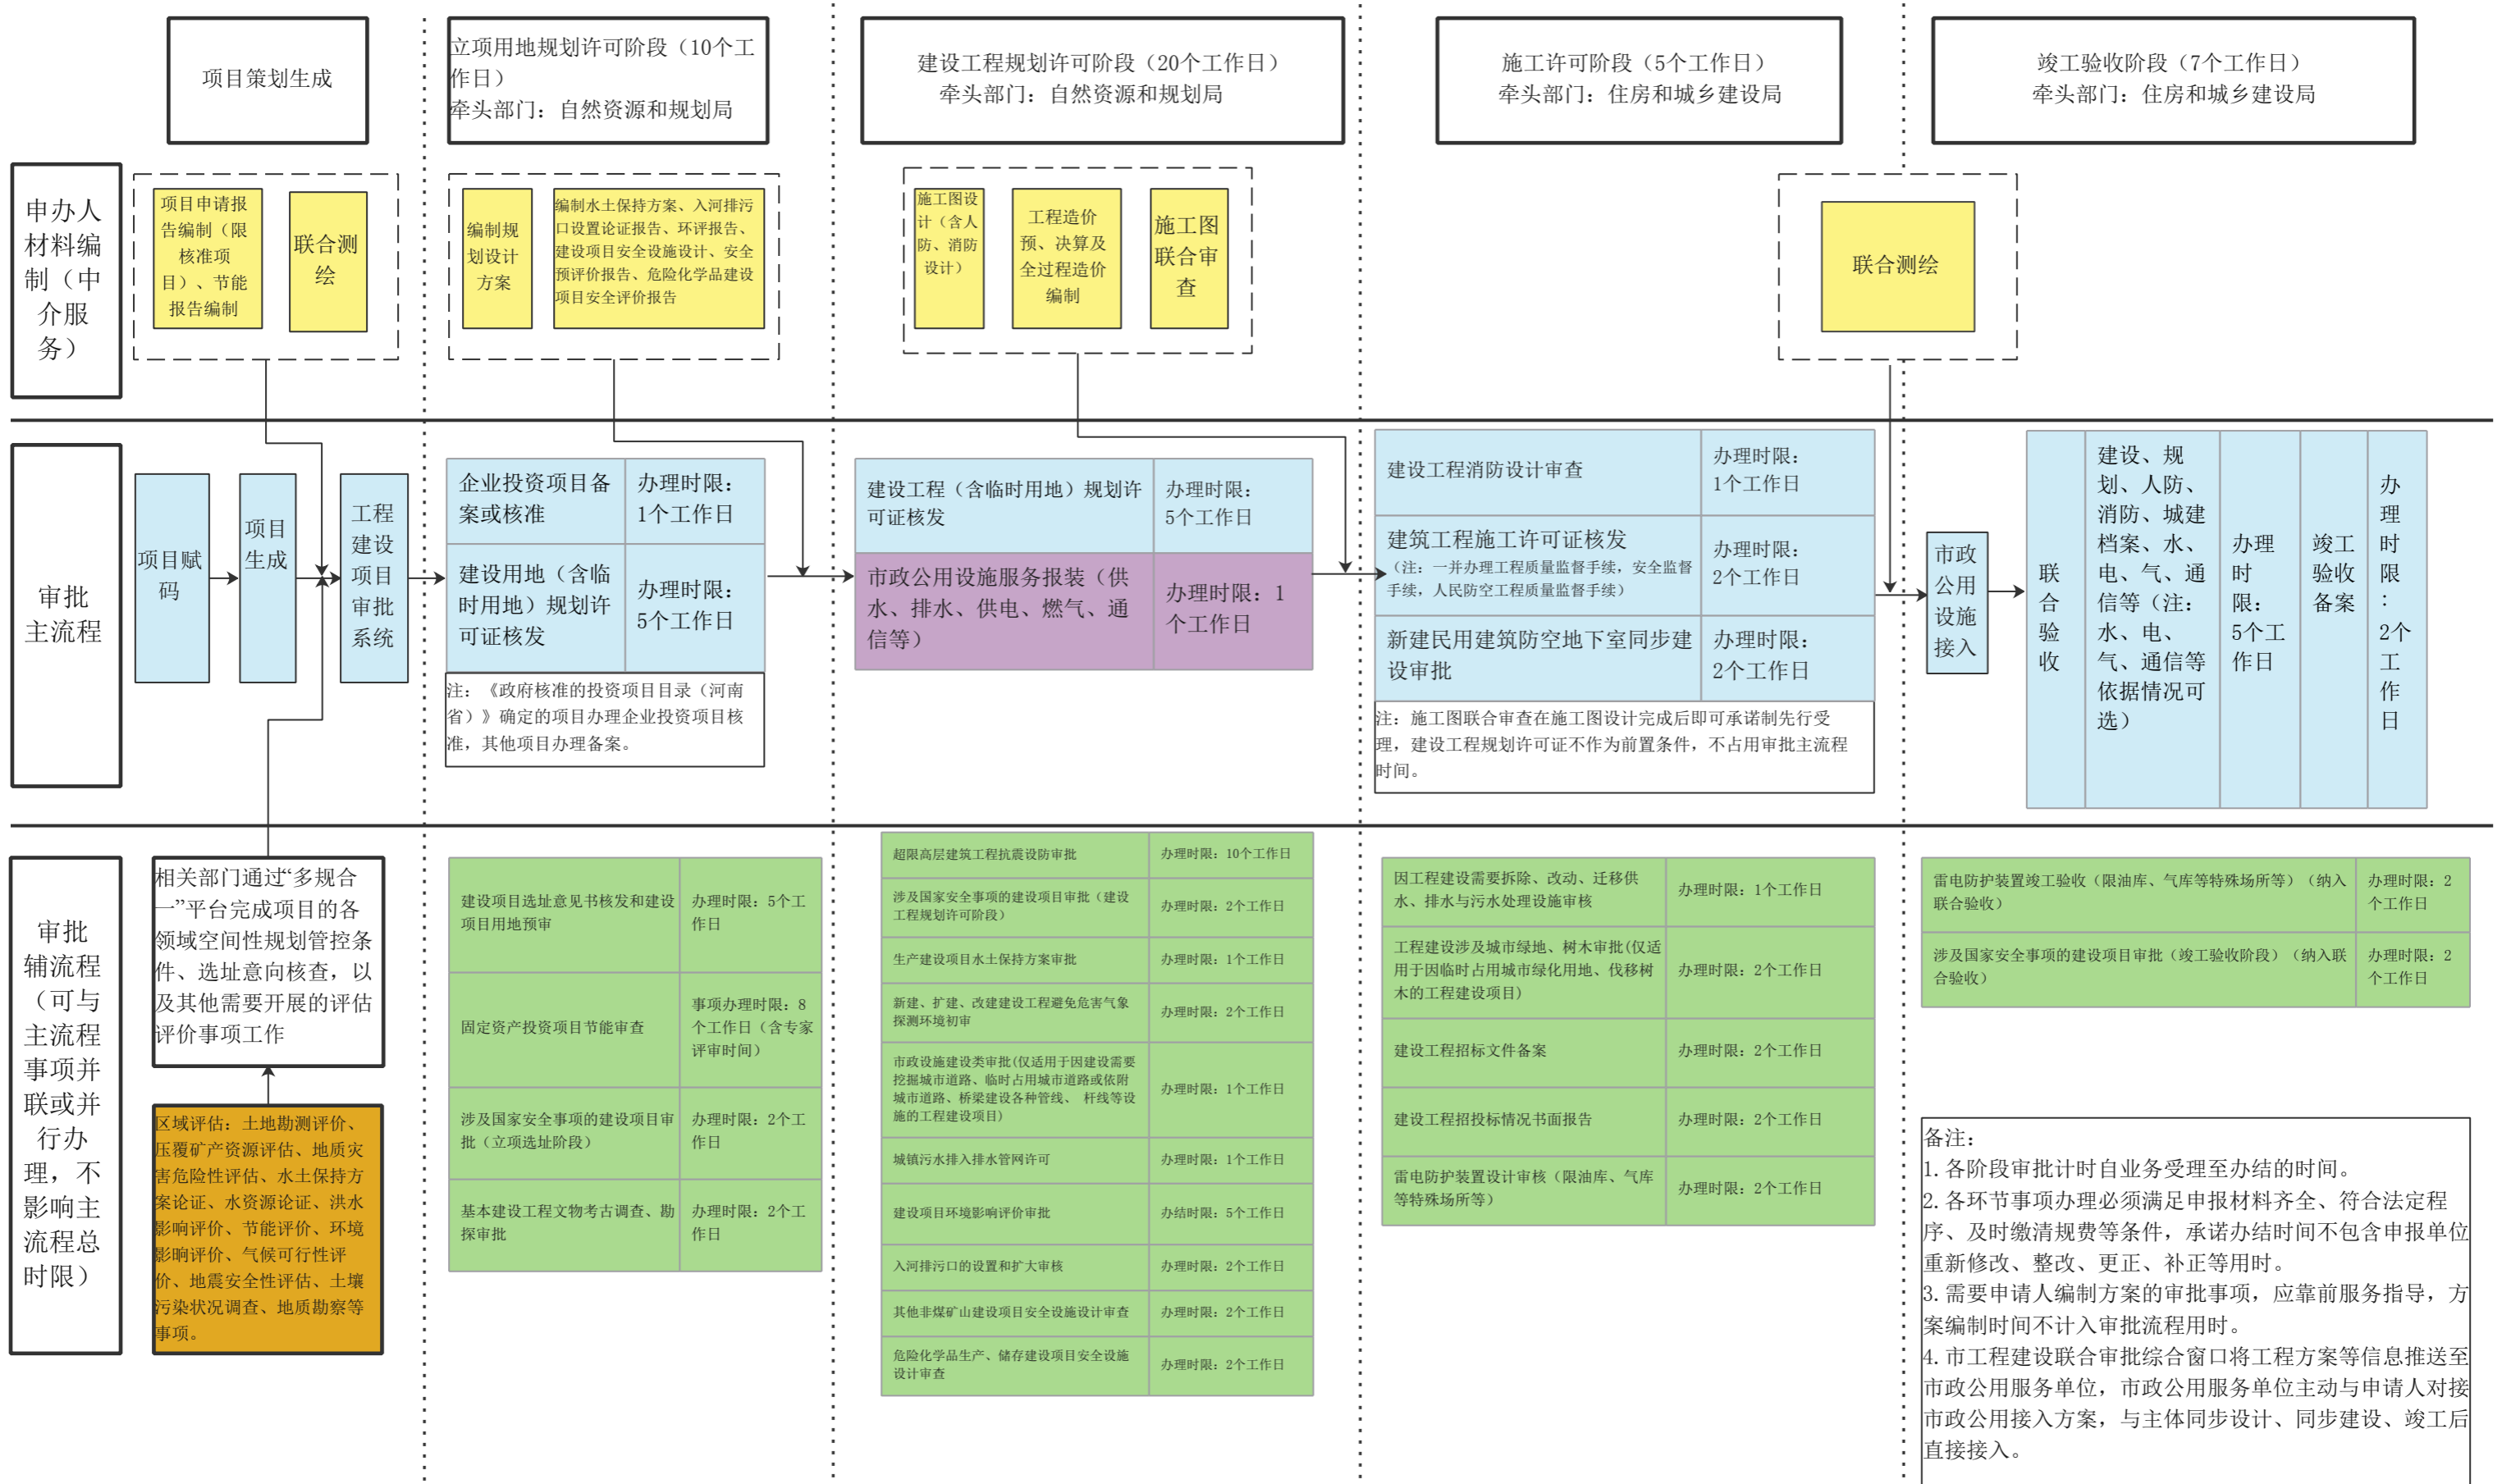 项目策划生成
立项用地规划许可阶段（10个工
作日）
牵头部门：自然资源和规划局
建设工程规划许可阶段（20个工作日）
牵头部门：自然资源和规划局
施工许可阶段（5个工作日）
牵头部门：住房和城乡建设局
竣工验收阶段（7个工作日）
牵头部门：住房和城乡建设局
申办人
材料编
制（中
介服
务）
项目申请报
告编制（限
核准项
目）、节能
报告编制
联合测
绘
编制规
划设计
方案
编制水土保持方案、入河排污
口设置论证报告、环评报告、
建设项目安全设施设计、安全
预评价报告、危险化学品建设
项目安全评价报告
施工图设
计（含人
防、消防
设计）
工程造价
预、决算及
全过程造价
编制
施工图
联合审
查
联合测绘
审批
主流程
项目赋
码
项目
生成
工程
建设
项目
审批
系统
企业投资项目备
案或核准
办理时限：
1个工作日
建设用地（含临
时用地）规划许
可证核发
办理时限：
5个工作日
注：《政府核准的投资项目目录（河南
省）》确定的项目办理企业投资项目核
准，其他项目办理备案。
建设工程（含临时用地）规划许
可证核发
办理时限：
5个工作日
市政公用设施服务报装（供
水、排水、供电、燃气、通
信等）
办理时限：1
个工作日
建设工程消防设计审查
办理时限：
1个工作日
建筑工程施工许可证核发
（注：一并办理工程质量监督手续，安全监督
手续，人民防空工程质量监督手续）
办理时限：
2个工作日
新建民用建筑防空地下室同步建
设审批
办理时限：
2个工作日
注：施工图联合审查在施工图设计完成后即可承诺制先行受
理，建设工程规划许可证不作为前置条件，不占用审批主流程
时间。
市政
公用
设施
接入
联
合
验
收
建设、规
划、人防、
消防、城建
档案、水、
电、气、通
信等（注：
水、电、
气、通信等
依据情况可
选）
办理
时
限：
5个工
作日
竣工
验收
备案
办
理
时
限
：
2个
工
作
日
审批
辅流程
（可与
主流程
事项并
联或并
行办
理，不
影响主
流程总
时限）
相关部门通过“多规合
一”平台完成项目的各
领域空间性规划管控条
件、选址意向核查，以
及其他需要开展的评估
评价事项工作
区域评估：土地勘测评价、
压覆矿产资源评估、地质灾
害危险性评估、水土保持方
案论证、水资源论证、洪水
影响评价、节能评价、环境
影响评价、气候可行性评
价、地震安全性评估、土壤
污染状况调查、地质勘察等
事项。
建设项目选址意见书核发和建设
项目用地预审
办理时限：5个工
作日
固定资产投资项目节能审查
事项办理时限：8
个工作日（含专家
评审时间）
涉及国家安全事项的建设项目审
批（立项选址阶段）
办理时限：2个工
作日
基本建设工程文物考古调查、勘
探审批
办理时限：2个工
作日
超限高层建筑工程抗震设防审批
办理时限：10个工作日
涉及国家安全事项的建设项目审批（建设
工程规划许可阶段）
办理时限：2个工作日
生产建设项目水土保持方案审批
办理时限：1个工作日
新建、扩建、改建建设工程避免危害气象
探测环境初审
办理时限：2个工作日
市政设施建设类审批(仅适用于因建设需要
挖掘城市道路、临时占用城市道路或依附
城市道路、桥梁建设各种管线、 杆线等设
施的工程建设项目)
办理时限：1个工作日
城镇污水排入排水管网许可
办理时限：1个工作日
建设项目环境影响评价审批
办结时限：5个工作日
入河排污口的设置和扩大审核
办理时限：2个工作日
其他非煤矿山建设项目安全设施设计审查
办理时限：2个工作日
危险化学品生产、储存建设项目安全设施
设计审查
办理时限：2个工作日
因工程建设需要拆除、改动、迁移供
水、排水与污水处理设施审核
办理时限：1个工作日
工程建设涉及城市绿地、树木审批(仅适
用于因临时占用城市绿化用地、伐移树
木的工程建设项目)
办理时限：2个工作日
建设工程招标文件备案
办理时限：2个工作日
建设工程招投标情况书面报告
办理时限：2个工作日
雷电防护装置设计审核（限油库、气库
等特殊场所等）
办理时限：2个工作日
雷电防护装置竣工验收（限油库、气库等特殊场所等）（纳入
联合验收）
办理时限：2
个工作日
涉及国家安全事项的建设项目审批（竣工验收阶段）（纳入联
合验收）
办理时限：2
个工作日
备注：
1.各阶段审批计时自业务受理至办结的时间。
2.各环节事项办理必须满足申报材料齐全、符合法定程
序、及时缴清规费等条件，承诺办结时间不包含申报单位
重新修改、整改、更正、补正等用时。
3.需要申请人编制方案的审批事项，应靠前服务指导，方
案编制时间不计入审批流程用时。
4.市工程建设联合审批综合窗口将工程方案等信息推送至
市政公用服务单位，市政公用服务单位主动与申请人对接
市政公用接入方案，与主体同步设计、同步建设、竣工后
直接接入。